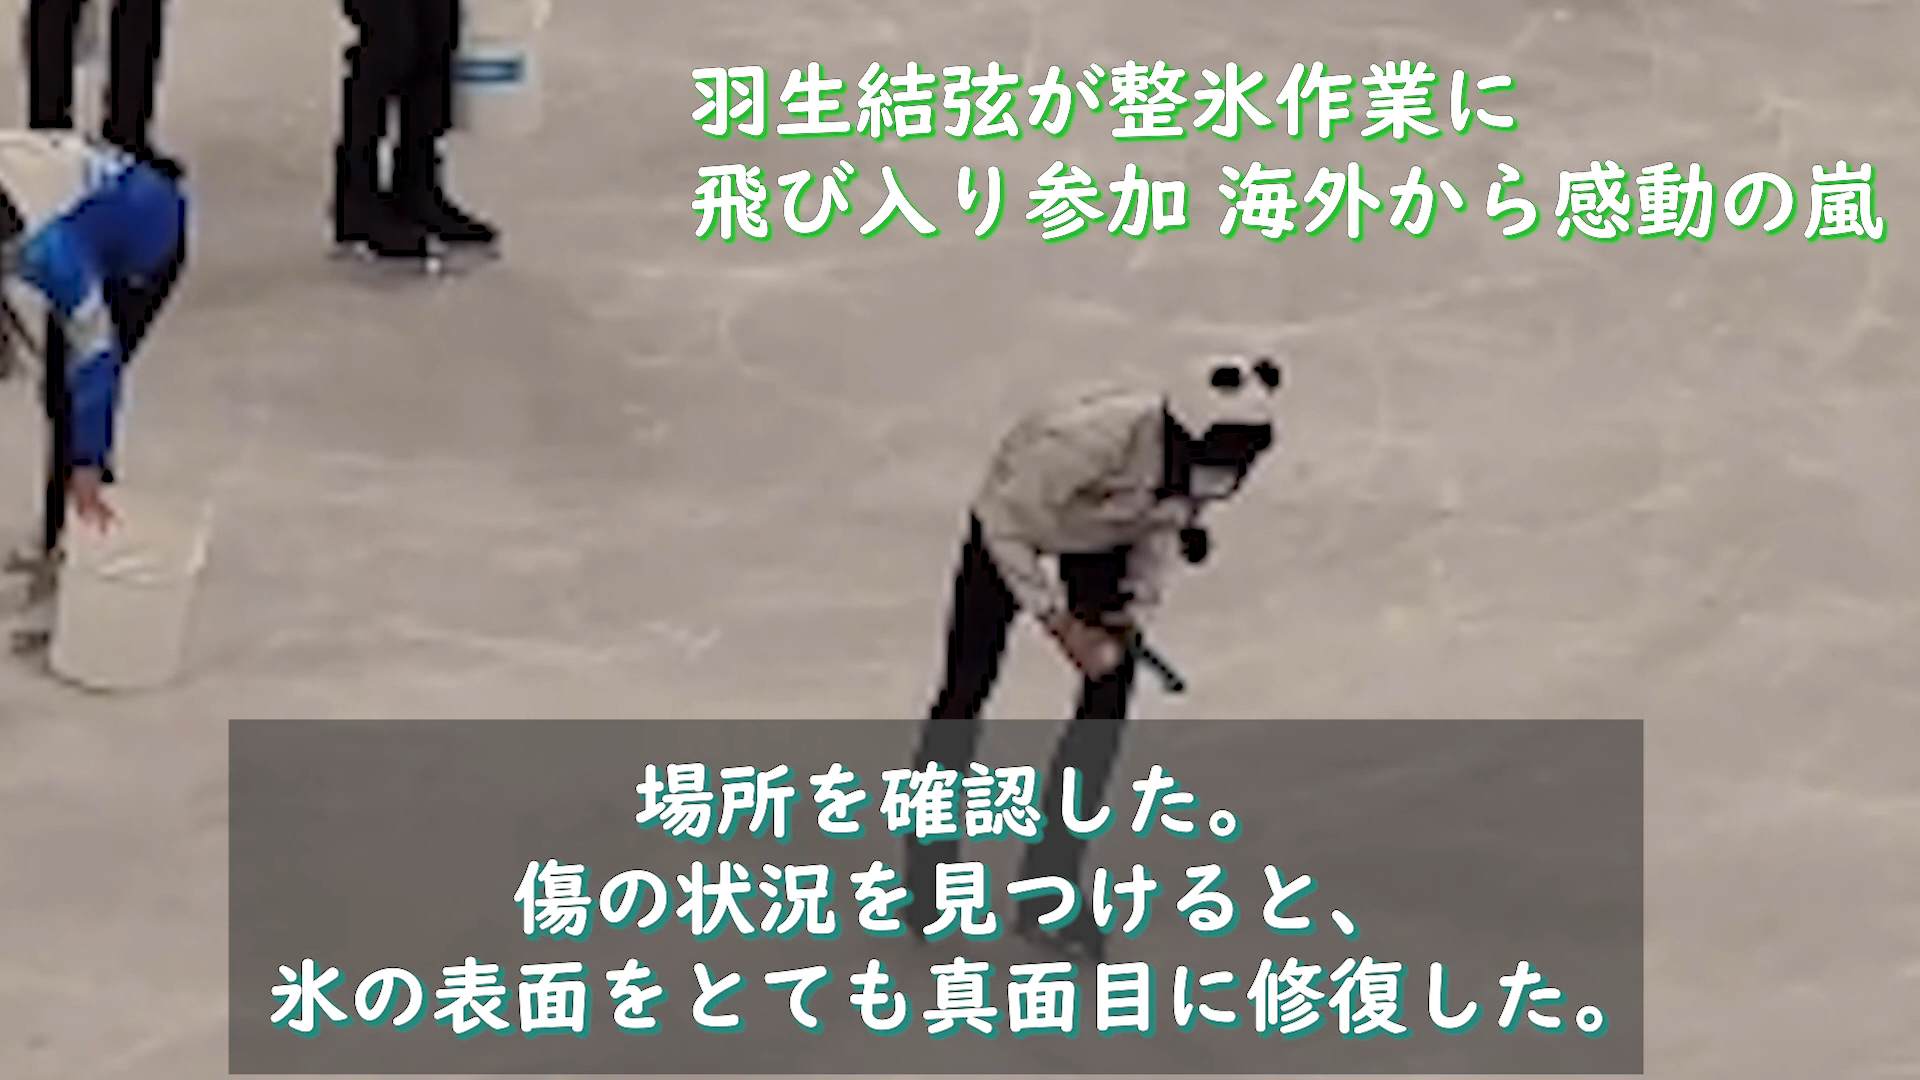 羽生結弦が整氷作業に
飛び入り参加 海外から感動の嵐
場所を確認した。
傷の状況を見つけると、
氷の表面をとても真面目に修復した。